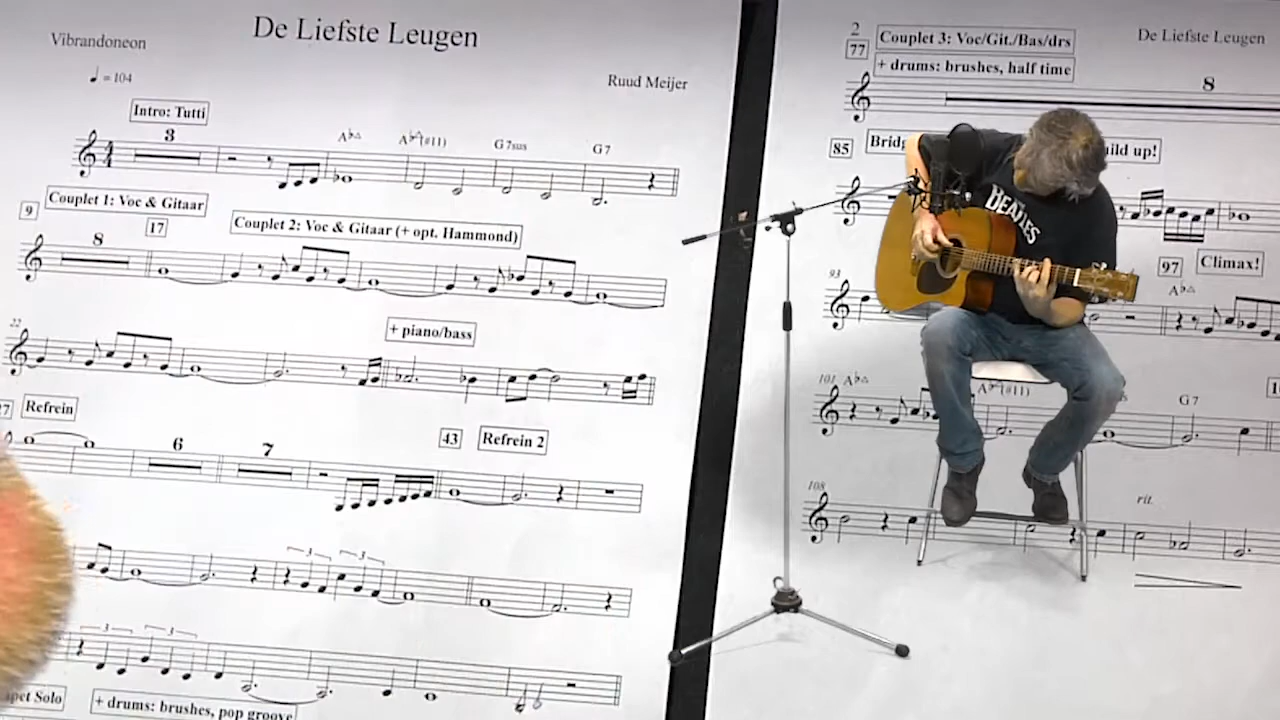 De Liefste Leugen
Vibrandoneon
♩ = 104
Ruud Meijer
Intro: Tutti
3
A♭△ A♭△(#11) G7sus G7
9 Couplet 1: Voc & Gitaar
8
17
Couplet 2: Voc & Gitaar (+ opt. Hammond)
22
+ piano/bass
Refrein
6 7
43 Refrein 2
3 3
3 3
+ drums: brushes, pop groove
2
De Liefste Leugen
77 Couplet 3: Voc/Git./Bas/drs
+ drums: brushes, half time
8
85
BEATLES
93
97 Climax!
A♭△
101 A♭△ A♭△(#11) G7
108
rit.